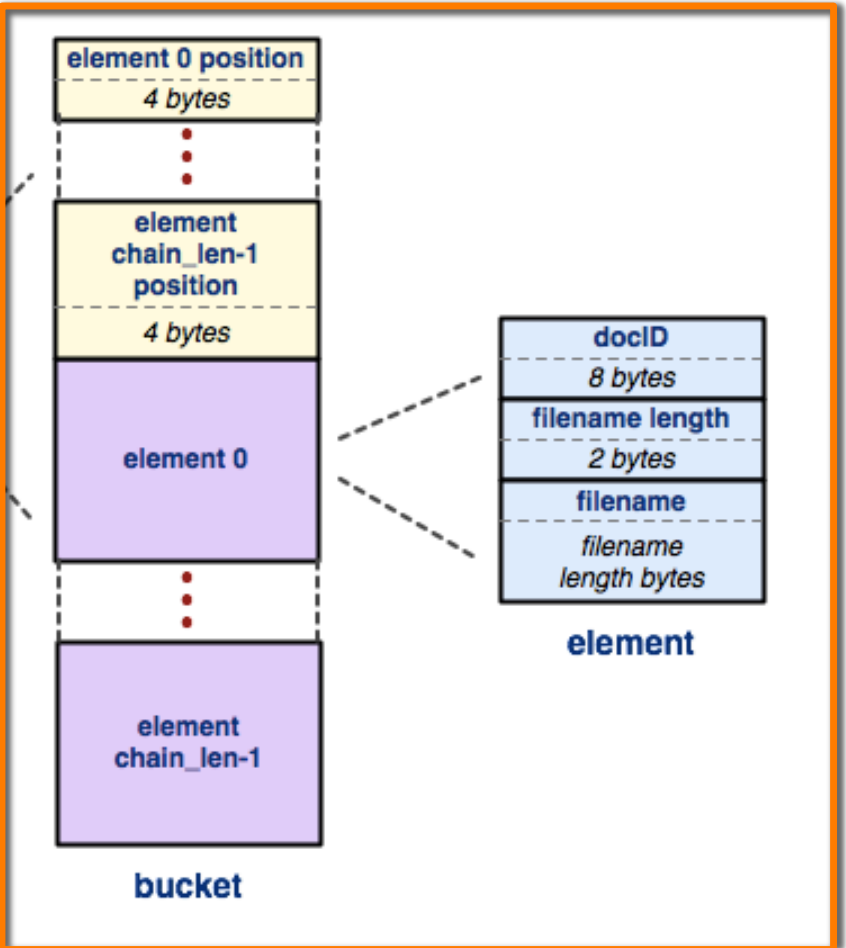 element 0 position
4 bytes
element
chain_len-1
position
4 bytes
element 0
element
chain_len-1
bucket
docID
8 bytes
filename length
2 bytes
filename
filename
length bytes
element